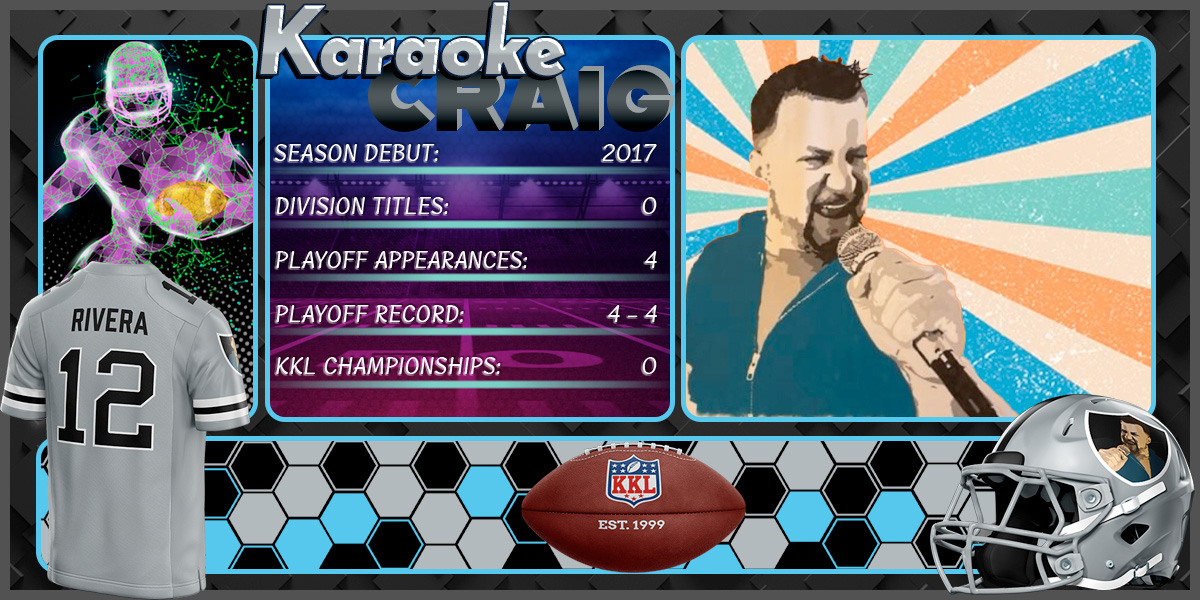 Karaoke
CRAIG
SEASON DEBUT: 2017
DIVISION TITLES: 0
PLAYOFF APPEARANCES: 4
PLAYOFF RECORD: 4 - 4
KKL CHAMPIONSHIPS: 0
RIVERA
12
KKL
EST. 1999